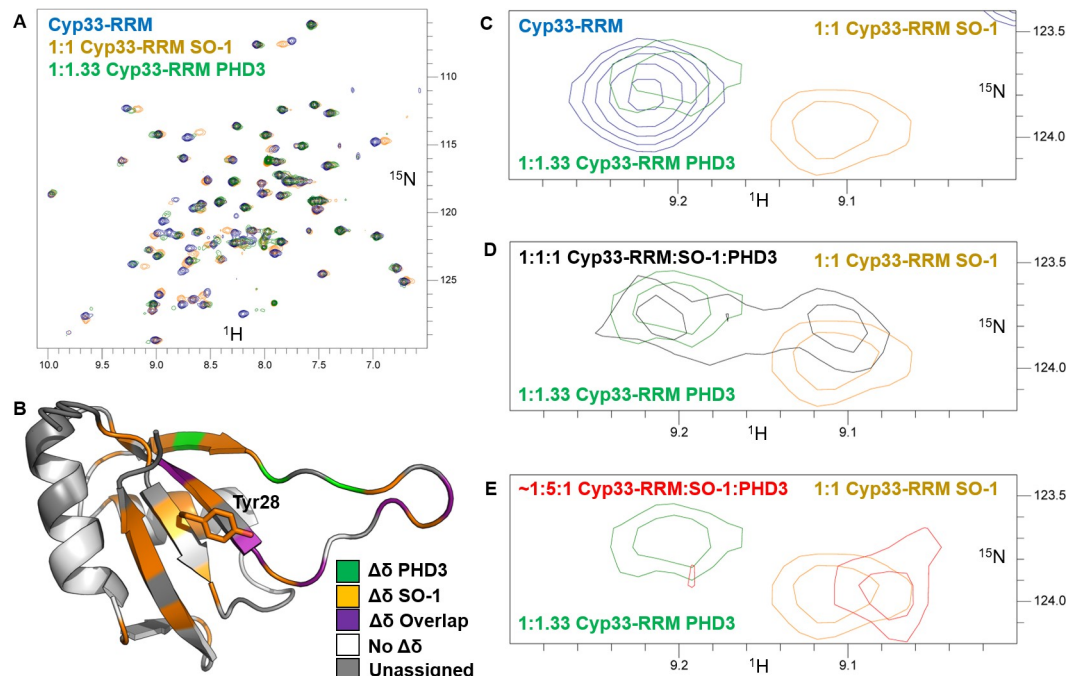 A
Cyp33-RRM
1:1 Cyp33-RRM SO-1
1:1.33 Cyp33-RRM PHD3
110
115
15N
120
125
1H
10.0 9.5 9.0 8.5 8.0 7.5 7.0
B
Tyr28
Δδ PHD3
Δδ SO-1
Δδ Overlap
No Δδ
Unassigned
C
Cyp33-RRM
1:1 Cyp33-RRM SO-1
123.5
15N
124.0
1:1.33 Cyp33-RRM PHD3
9.2 1H 9.1
D
1:1:1 Cyp33-RRM:SO-1:PHD3
1:1 Cyp33-RRM SO-1
123.5
15N
124.0
1:1.33 Cyp33-RRM PHD3
9.2 1H 9.1
E
~1:5:1 Cyp33-RRM:SO-1:PHD3
1:1 Cyp33-RRM SO-1
123.5
15N
124.0
1:1.33 Cyp33-RRM PHD3
9.2 1H 9.1